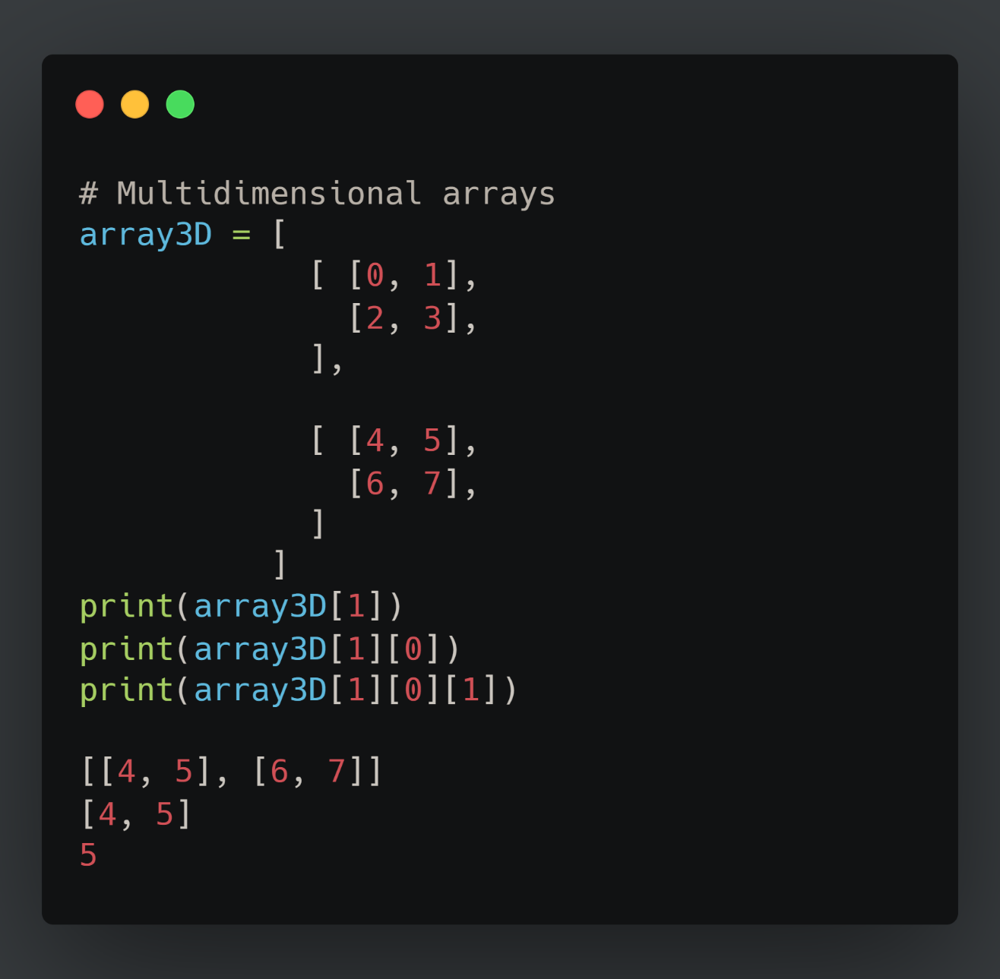 # Multidimensional arrays
array3D = [
            [ [0, 1],
              [2, 3],
            ],

            [ [4, 5],
              [6, 7],
            ]
          ]
print(array3D[1])
print(array3D[1][0])
print(array3D[1][0][1])

[[4, 5], [6, 7]]
[4, 5]
5